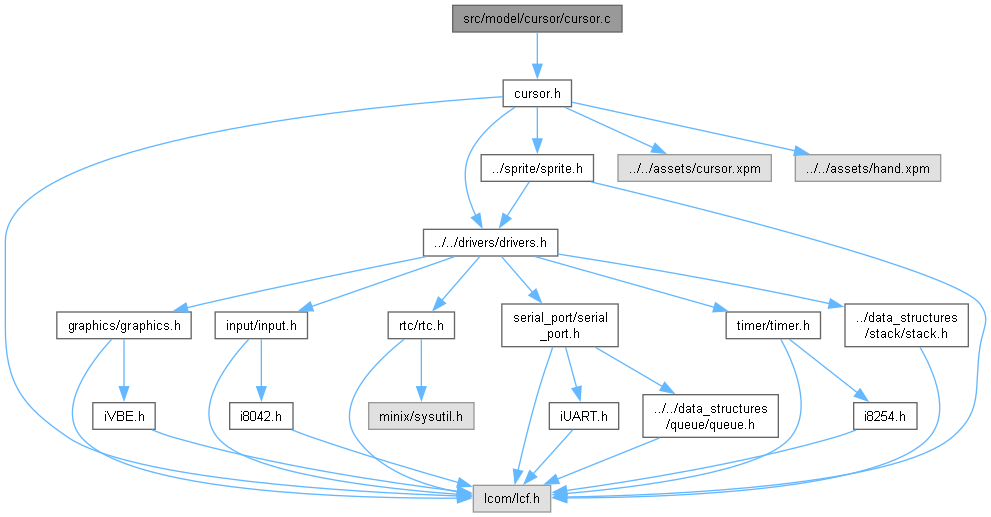 src/model/cursor/cursor.c
cursor.h
../sprite/sprite.h
../../assets/cursor.xpm
../../assets/hand.xpm
../../drivers/drivers.h
graphics/graphics.h
input/input.h
rtc/rtc.h
serial_port/serial
_port.h
timer/timer.h
../data_structures
/stack/stack.h
iVBE.h
i8042.h
minix/sysutil.h
iUART.h
../../data_structures
/queue/queue.h
i8254.h
lcom/lcf.h